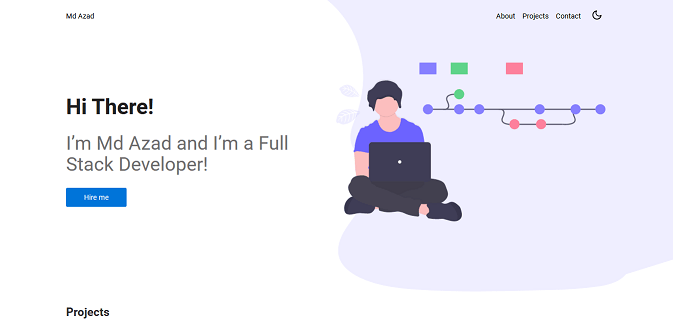 Md Azad
About Projects Contact
Hi There!
I'm Md Azad and I'm a Full
Stack Developer!
Hire me
Projects